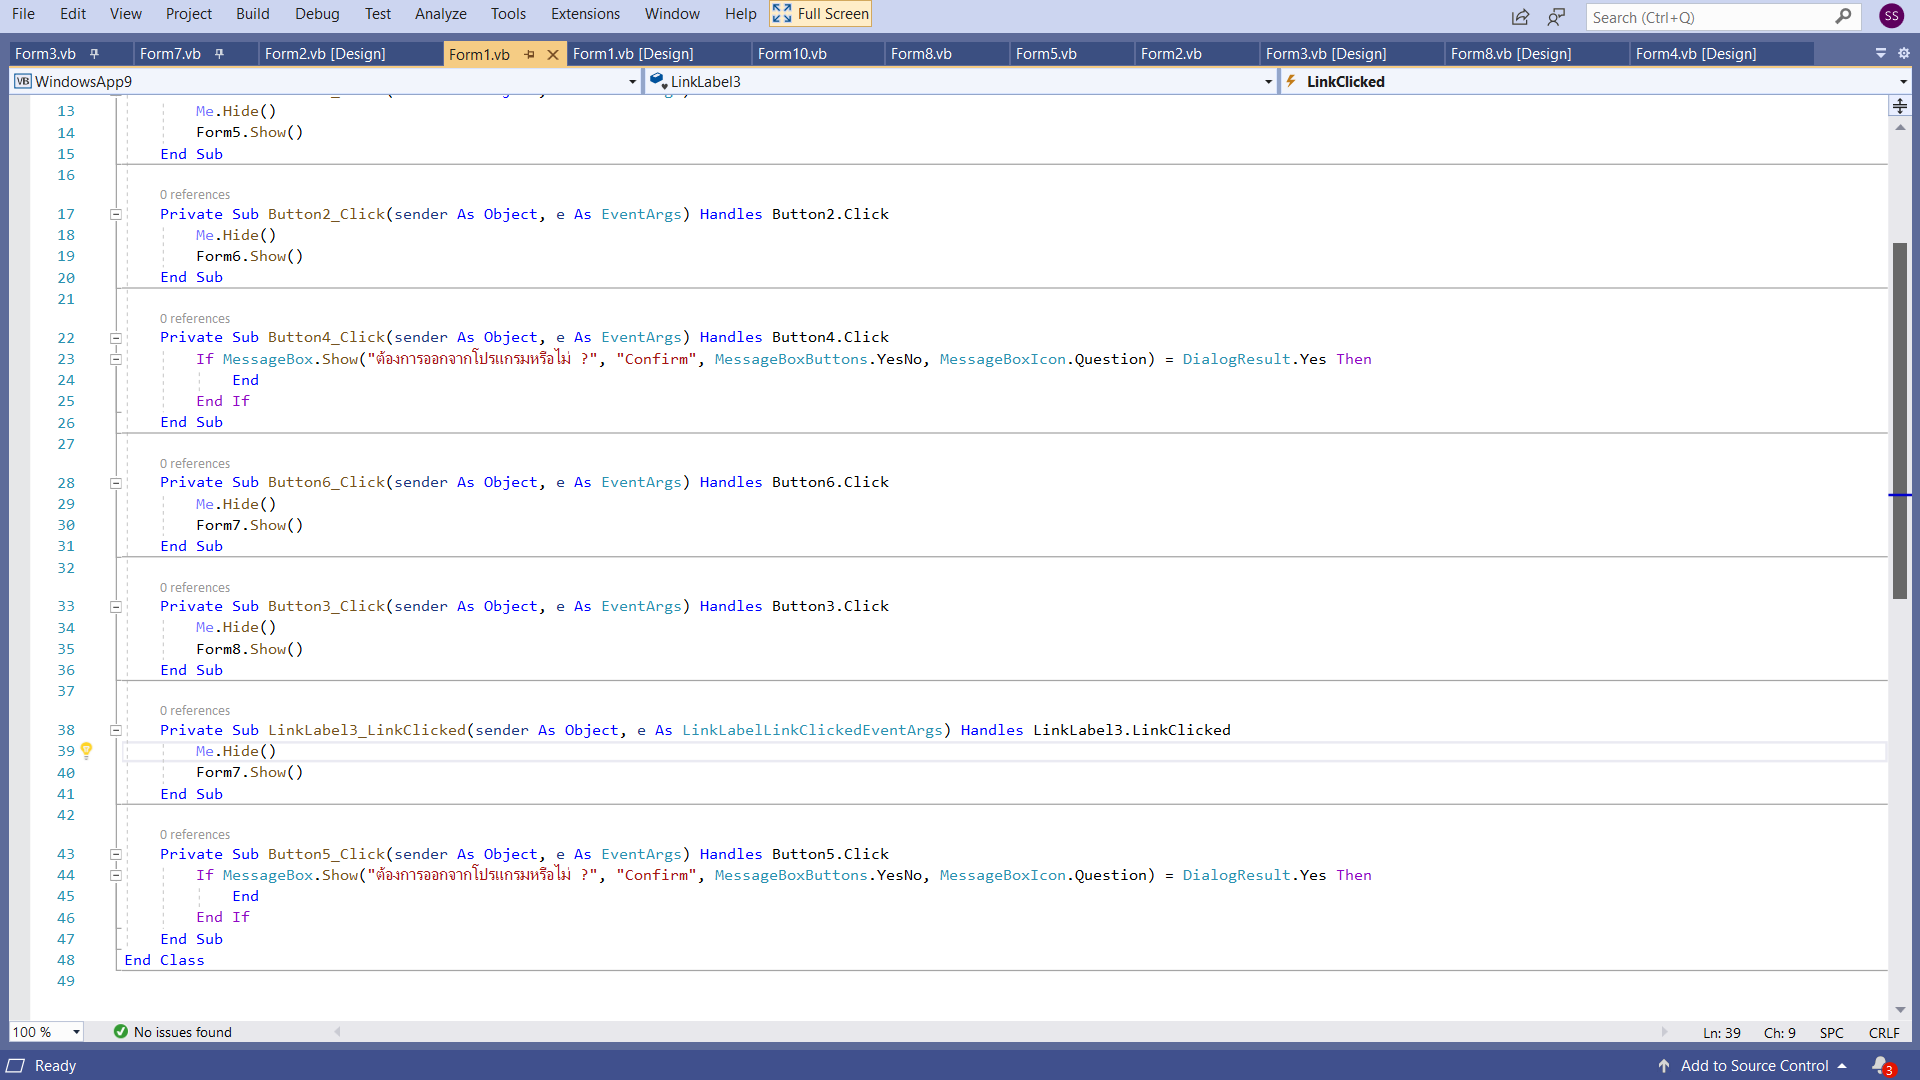 File Edit View Project Build Debug Test Analyze Tools Extensions Window Help Full Screen Search (Ctrl+Q) SS
Form3.vb Form7.vb Form2.vb [Design] Form1.vb Form1.vb [Design] Form10.vb Form8.vb Form5.vb Form2.vb Form3.vb [Design] Form8.vb [Design] Form4.vb [Design]
VB WindowsApp9 LinkLabel3 LinkClicked
13 Me.Hide()
14 Form5.Show()
15 End Sub
16
0 references
17 Private Sub Button2_Click(sender As Object, e As EventArgs) Handles Button2.Click
18 Me.Hide()
19 Form6.Show()
20 End Sub
21
0 references
22 Private Sub Button4_Click(sender As Object, e As EventArgs) Handles Button4.Click
23 If MessageBox.Show("ต้องการออกจากโปรแกรมหรือไม่ ?", "Confirm", MessageBoxButtons.YesNo, MessageBoxIcon.Question) = DialogResult.Yes Then
24 End
25 End If
26 End Sub
27
0 references
28 Private Sub Button6_Click(sender As Object, e As EventArgs) Handles Button6.Click
29 Me.Hide()
30 Form7.Show()
31 End Sub
32
0 references
33 Private Sub Button3_Click(sender As Object, e As EventArgs) Handles Button3.Click
34 Me.Hide()
35 Form8.Show()
36 End Sub
37
0 references
38 Private Sub LinkLabel3_LinkClicked(sender As Object, e As LinkLabelLinkClickedEventArgs) Handles LinkLabel3.LinkClicked
39 Me.Hide()
40 Form7.Show()
41 End Sub
42
0 references
43 Private Sub Button5_Click(sender As Object, e As EventArgs) Handles Button5.Click
44 If MessageBox.Show("ต้องการออกจากโปรแกรมหรือไม่ ?", "Confirm", MessageBoxButtons.YesNo, MessageBoxIcon.Question) = DialogResult.Yes Then
45 End
46 End If
47 End Sub
48 End Class
49
100 % No issues found Ln: 39 Ch: 9 SPC CRLF
Ready Add to Source Control 3